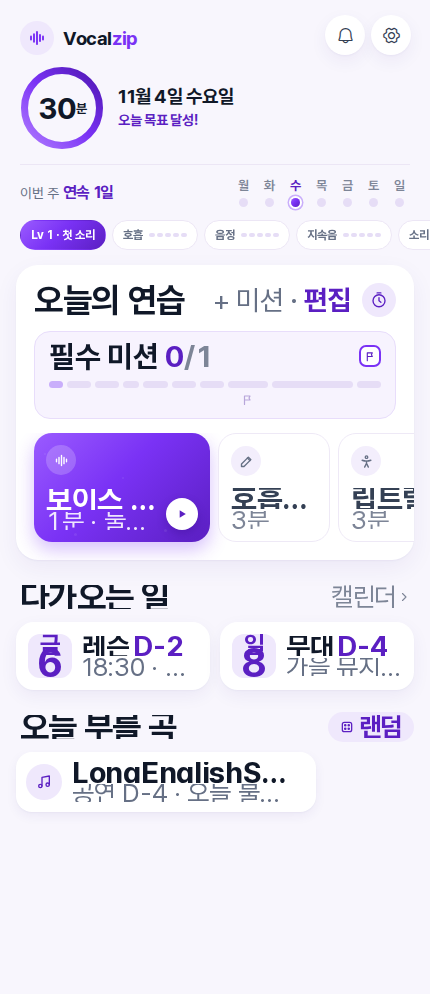 Vocalzip
30분
11월 4일 수요일
오늘 목표 달성!
이번 주 연속 1일
월 화 수 목 금 토 일
Lv 1 · 첫 소리 호흡 음정 지속음 소리
오늘의 연습 + 미션 · 편집
필수 미션 0/1
보이스 ...
1분 · 눌...
호흡...
3분
립트릴
3분
다가오는 일 캘린더 ›
금
6
레슨 D-2
18:30 · ...
일
8
무대 D-4
가을 뮤지...
오늘 부를 곡 랜덤
LongEnglishS...
공연 D-4 · 오늘 물...